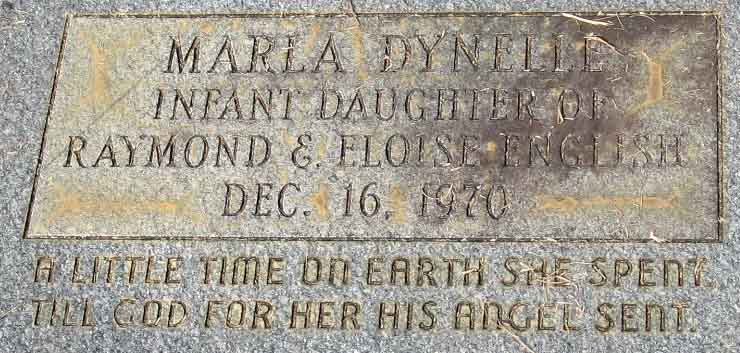 MARLA DYNELLE
INFANT DAUGHTER OF
RAYMOND & ELOISE ENGLISH
DEC. 16, 1970
A LITTLE TIME ON EARTH SHE SPENT,
TILL GOD FOR HER HIS ANGEL SENT.